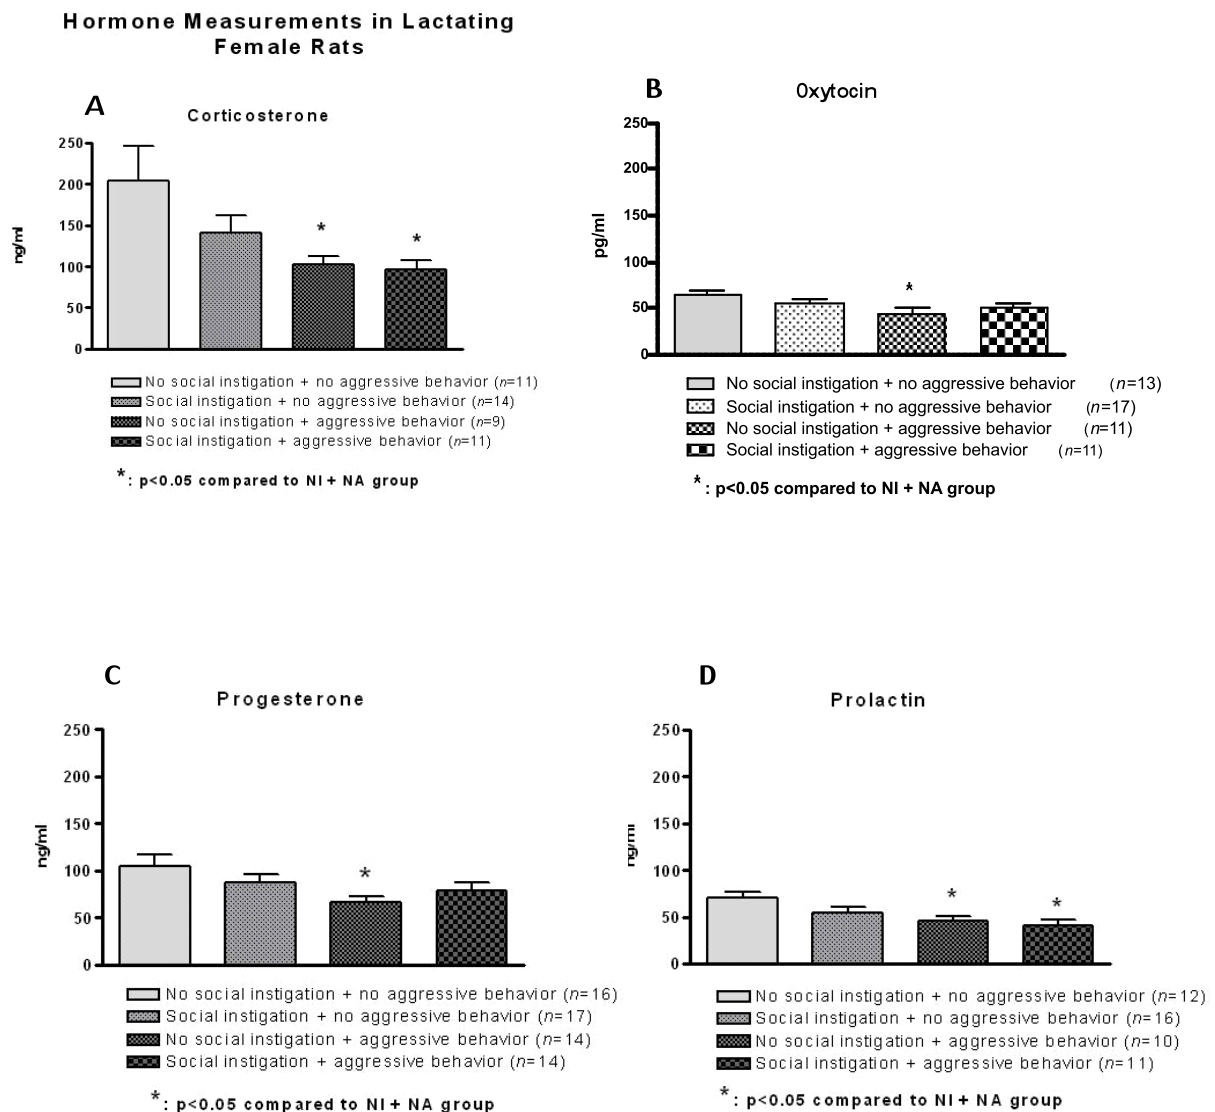 Hormone Measurements in Lactating
Female Rats
A
Corticosterone
250
200
150
100
50
0
ng/ml
*
*
No social instigation + no aggressive behavior (n=11)
Social instigation + no aggressive behavior (n=14)
No social instigation + aggressive behavior (n=9)
Social instigation + aggressive behavior (n=11)
*: p<0.05 compared to NI + NA group
B
Oxytocin
250
200
150
100
50
0
pg/ml
*
No social instigation + no aggressive behavior (n=13)
Social instigation + no aggressive behavior (n=17)
No social instigation + aggressive behavior (n=11)
Social instigation + aggressive behavior (n=11)
*: p<0.05 compared to NI + NA group
C
Progesterone
250
200
150
100
50
0
ng/ml
*
No social instigation + no aggressive behavior (n=16)
Social instigation + no aggressive behavior (n=17)
No social instigation + aggressive behavior (n=14)
Social instigation + aggressive behavior (n=14)
*: p<0.05 compared to NI + NA group
D
Prolactin
250
200
150
100
50
0
ng/ml
*
*
No social instigation + no aggressive behavior (n=12)
Social instigation + no aggressive behavior (n=16)
No social instigation + aggressive behavior (n=10)
Social instigation + aggressive behavior (n=11)
*: p<0.05 compared to NI + NA group